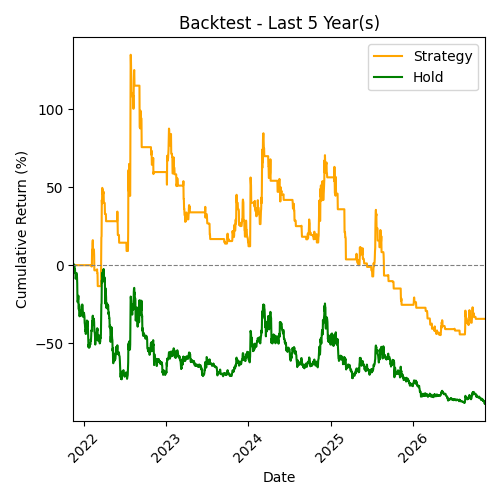 Backtest - Last 5 Year(s)
Strategy
Hold
Cumulative Return (%)
100
50
0
−50
2022
2023
2024
2025
2026
Date